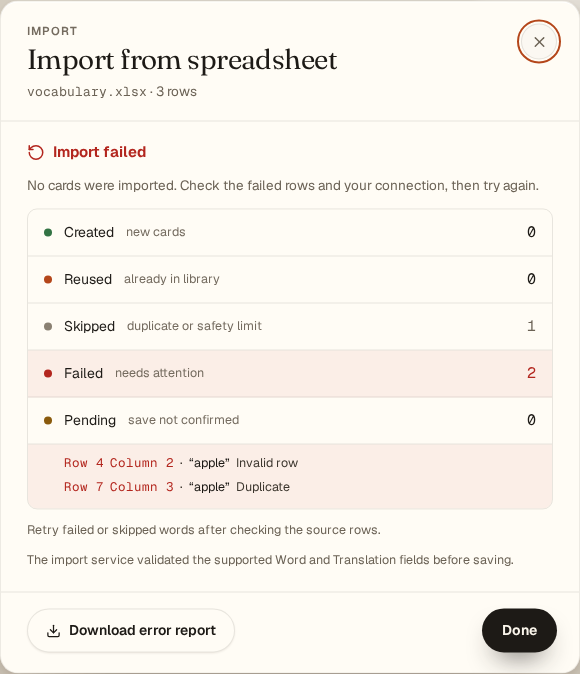 IMPORT
Import from spreadsheet
vocabulary.xlsx · 3 rows
Import failed
No cards were imported. Check the failed rows and your connection, then try again.
Created new cards 0
Reused already in library 0
Skipped duplicate or safety limit 1
Failed needs attention 2
Pending save not confirmed 0
Row 4 Column 2 · “apple” Invalid row
Row 7 Column 3 · “apple” Duplicate
Retry failed or skipped words after checking the source rows.
The import service validated the supported Word and Translation fields before saving.
Download error report
Done